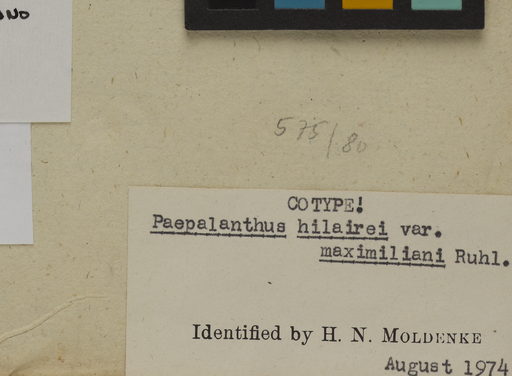 575/80
COTYPE!
Paepalanthus hilairei var.
maximiliani Ruhl.
Identified by H. N. MOLDENKE
August 1974